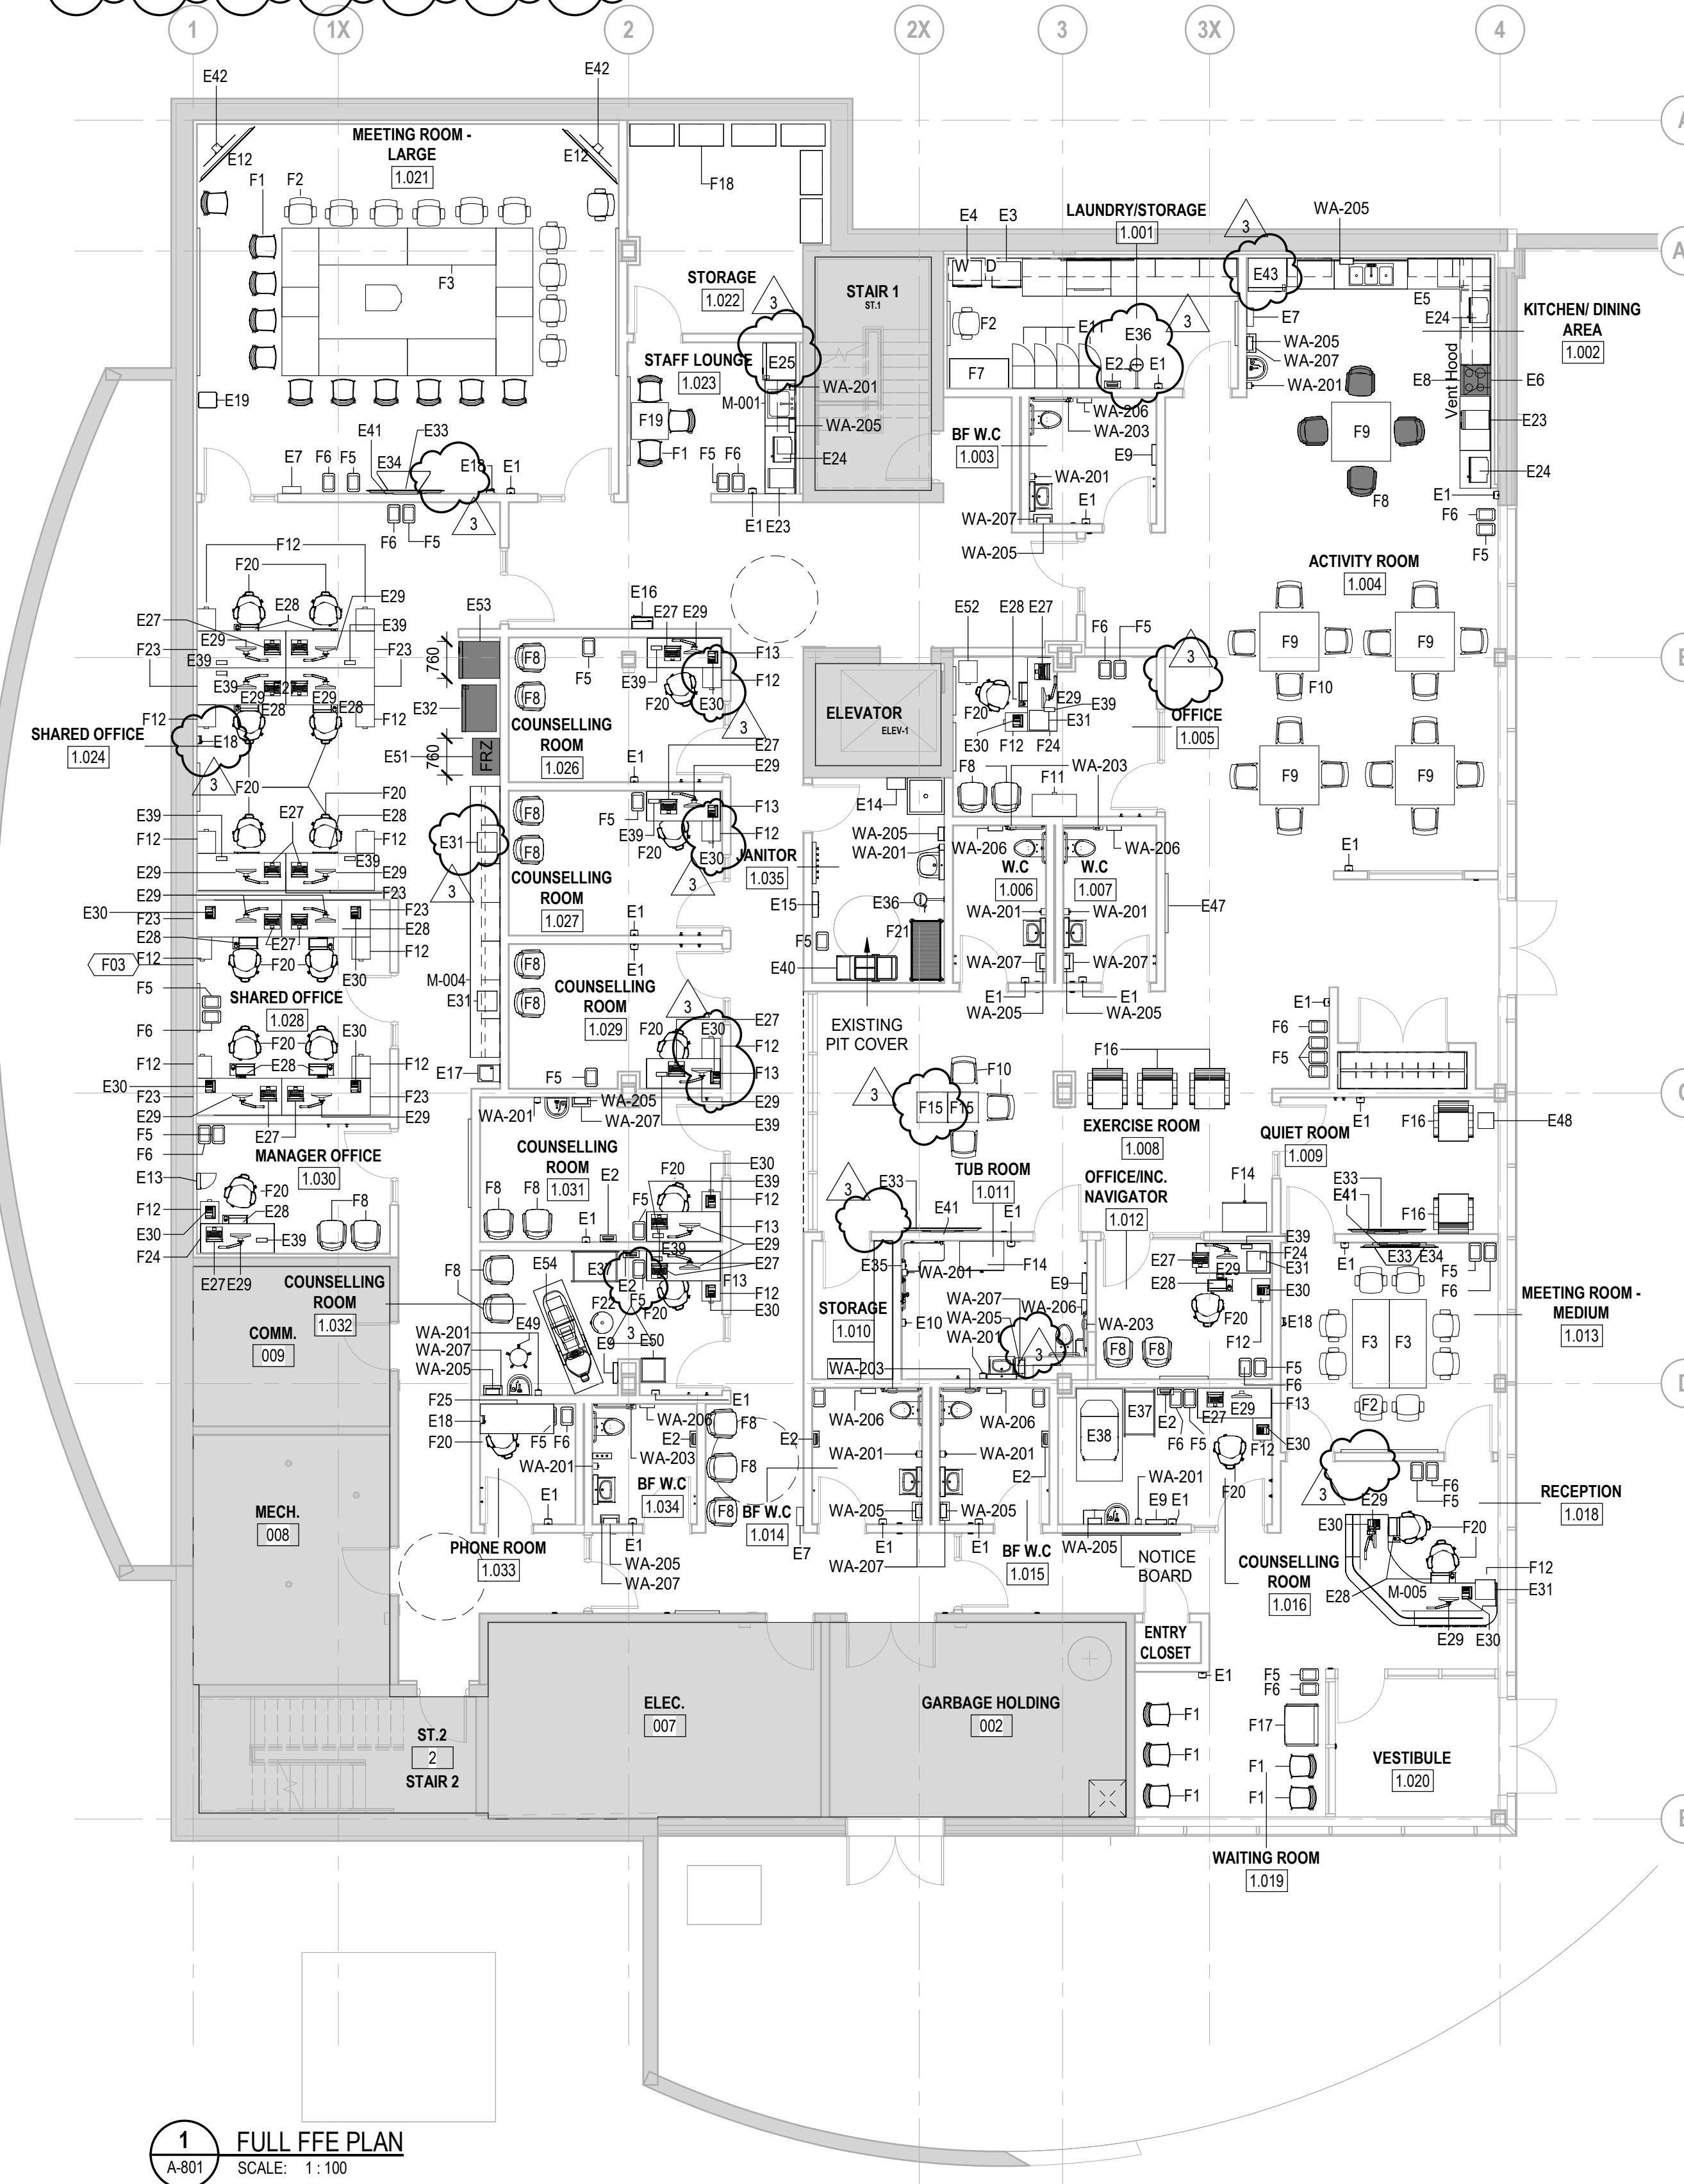 1
1X
2
2X
3
3X
4
E42
E42
MEETING ROOM -
LARGE
1.021
E12
E12
F1
F2
F3
F18
STORAGE
1.022
3
STAIR 1
ST.1
E4
E3
LAUNDRY/STORAGE
1.001
3
WA-205
W
D
E43
F2
E36
3
E2
E1
F7
E5
E24
E7
WA-205
WA-207
WA-201
KITCHEN/ DINING
AREA
1.002
E8
Vent Hood
E6
F9
E23
E24
F8
E1
F6
F5
STAFF LOUNGE
1.023
E25
WA-201
M-001
F19
WA-205
F1
F5
F6
E24
E1
E23
WA-206
WA-203
BF W.C
1.003
E9
WA-201
E1
WA-207
WA-205
E19
E41
E33
E7
F6
F5
E34
E18
E1
3
F6
F5
ACTIVITY ROOM
1.004
F9
F9
F10
F9
F9
E1
F12
F20
E27
E28
E29
E29
E39
F23
F23
E39
E29
E29
E28
E28
F12
F12
SHARED OFFICE
1.024
E18
3
F20
F20
E39
E27
E28
F12
F12
E39
E29
E29
F23
E53
760
E32
E51
760
FRZ
E31
3
E16
E27
E29
F8
F5
F13
E39
F12
F8
F20
E30
COUNSELLING
ROOM
1.026
3
E1
E27
E29
F8
F5
F13
E39
F12
F8
F20
E30
COUNSELLING
ROOM
1.027
3
E1
JANITOR
1.035
ELEVATOR
ELEV-1
E52
E28
E27
F6
F5
3
F20
E29
E39
E31
E30
F12
F24
OFFICE
1.005
F8
F11
WA-203
E14
WA-205
WA-201
WA-206
WA-206
W.C
1.006
W.C
1.007
E15
E36
WA-201
WA-201
E47
F5
F21
E40
WA-207
WA-207
E1
E1
WA-205
WA-205
E29
E30
F23
F23
E28
E27
E28
F12
F12
F03
F20
E30
F5
SHARED OFFICE
1.028
F6
E30
F20
F12
E28
F12
E30
F23
F23
E29
E27
E29
M-004
E31
E17
F8
E1
COUNSELLING
ROOM
1.029
3
F8
F20
E30
E27
F12
F5
F13
E29
E39
EXISTING
PIT COVER
3
F15
F15
F10
F16
EXERCISE ROOM
1.008
E1
F6
F5
E1
QUIET ROOM
1.009
F16
E48
E33
E41
F16
F5
F6
MANAGER OFFICE
1.030
E13
F20
F8
F12
E28
E30
E39
F24
E27
E29
WA-201
WA-205
WA-207
COUNSELLING
ROOM
1.031
E2
F20
E30
E39
F12
F8
F8
F5
E1
F13
E29
E39
E27
TUB ROOM
1.011
3
E33
E41
E1
OFFICE/INC.
NAVIGATOR
1.012
F14
E39
E27
E29
F24
E31
E28
E30
F20
F12
E18
F8
F8
F5
F6
E1
E33
E34
F5
F6
MEETING ROOM -
MEDIUM
1.013
F3
F3
F2
COUNSELLING
ROOM
1.032
F8
E54
E2
F5
F13
F12
E30
F22
F20
3
E49
E9
E50
WA-201
WA-207
WA-205
E35
WA-201
F14
E9
STORAGE
1.010
WA-207
WA-205
WA-201
WA-206
WA-203
E10
3
WA-203
COMM.
009
F25
E18
F20
F5
F6
WA-206
E2
WA-203
WA-201
E1
E1
F8
F8
F8
BF W.C
1.034
WA-205
WA-207
E1
PHONE ROOM
1.033
WA-206
E2
WA-201
BF W.C
1.014
WA-205
E7
E1
WA-207
WA-206
WA-201
E2
WA-205
E1
BF W.C
1.015
E38
E37
E2
F6
F5
E27
E29
F13
F12
E30
F20
WA-201
E9
E1
WA-205
NOTICE
BOARD
3
F6
F5
E29
RECEPTION
1.018
E30
F20
COUNSELLING
ROOM
1.016
F12
E28
M-005
E31
E29
E30
MECH.
008
ENTRY
CLOSET
E1
F5
F6
ELEC.
007
GARBAGE HOLDING
002
F1
F17
F1
F1
F1
F1
ST.2
2
STAIR 2
VESTIBULE
1.020
WAITING ROOM
1.019
1
A-801
FULL FFE PLAN
SCALE: 1 : 100